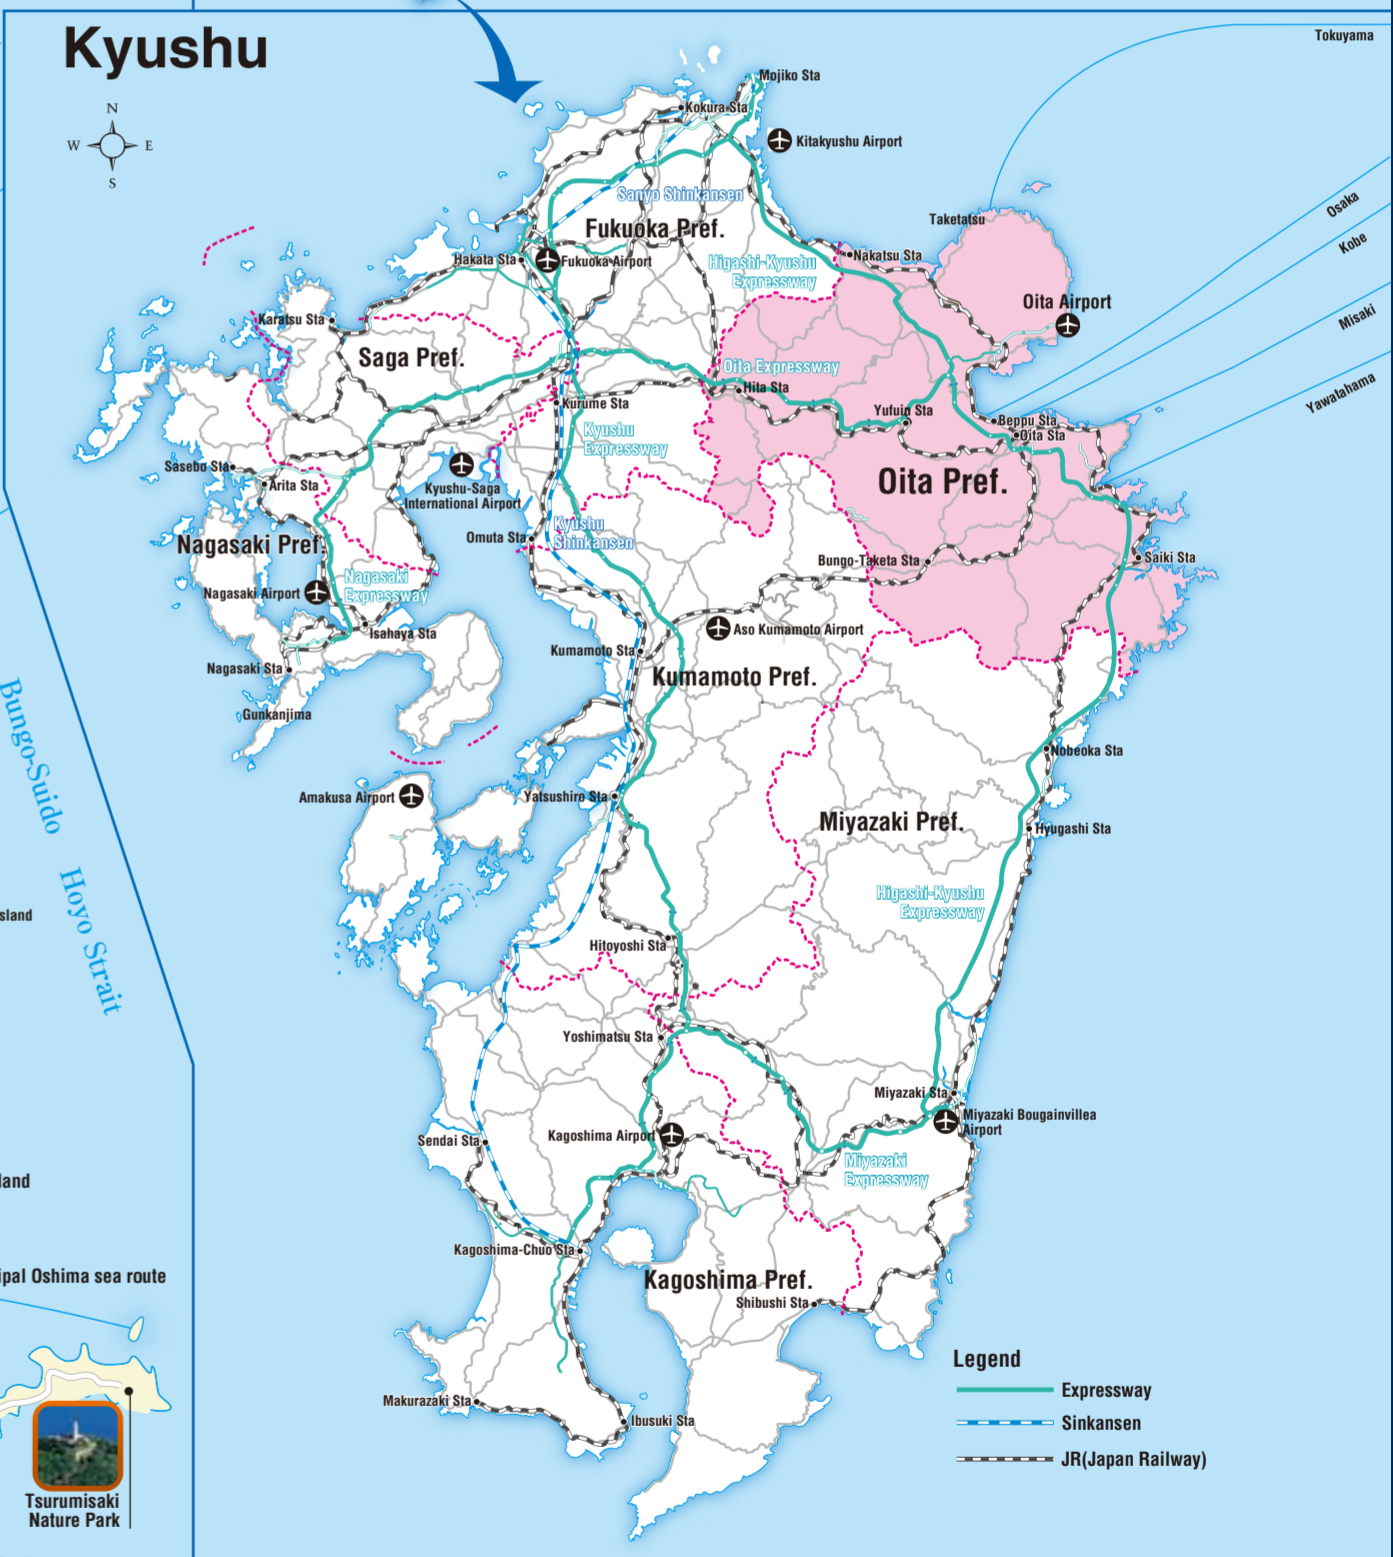 Kyushu
N
W
E
S
Tokuyama
Mojiko Sta
Kokura Sta
Kitakyushu Airport
Sanyo Shinkansen
Fukuoka Pref.
Osaka
Taketatsu
Kobe
Hakata Sta
Fukuoka Airport
Higashi-Kyushu
Expressway
Nakatsu Sta
Oita Airport
Misaki
Karatsu Sta
Saga Pref.
Oita Expressway
Hita Sta
Yawatahama
Kurume Sta
Yufuin Sta
Beppu Sta
Oita Sta
Kyushu
Expressway
Sasebo Sta
Arita Sta
Kyushu-Saga
International Airport
Oita Pref.
Omuta Sta
Kyushu
Shinkansen
Nagasaki Pref.
Bungo-Taketa Sta
Saiki Sta
Nagasaki
Expressway
Nagasaki Airport
Isahaya Sta
Aso Kumamoto Airport
Kumamoto Sta
Nagasaki Sta
Kumamoto Pref.
Gunkanjima
Bungo-Suido
Hoyo Strait
Nobeoka Sta
Amakusa Airport
Yatsushiro Sta
Miyazaki Pref.
Hyugashi Sta
Higashi-Kyushu
Expressway
sland
Hitoyoshi Sta
Yoshimatsu Sta
Miyazaki Sta
Miyazaki Bougainvillea
Airport
Sendai Sta
Kagoshima Airport
Miyazaki
Expressway
land
Kagoshima-Chuo Sta
ipal Oshima sea route
Kagoshima Pref.
Shibushi Sta
Legend
Expressway
Sinkansen
JR(Japan Railway)
Makurazaki Sta
Ibusuki Sta
Tsurumisaki
Nature Park